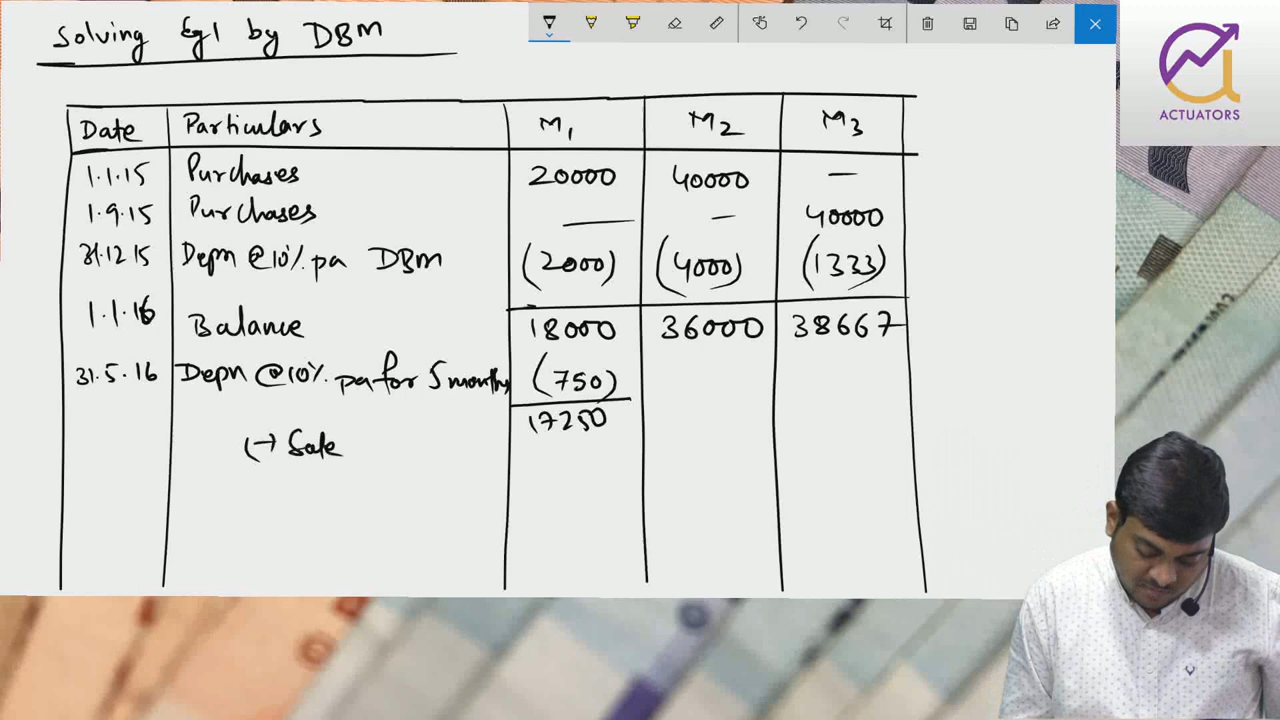 Solving Eg1 by DBM
Date Particulars M1 M2 M3
1.1.15 Purchases 20000 40000 —
1.9.15 Purchases — — 40000
31.12 15 Depn @10%.pa DBM (2000) (4000) (1333)
1.1.16 Balance 18000 36000 38667
31.5.16 Depn @10%. pa for 5 months (750)
17250
(-) Sale
ACTUATORS